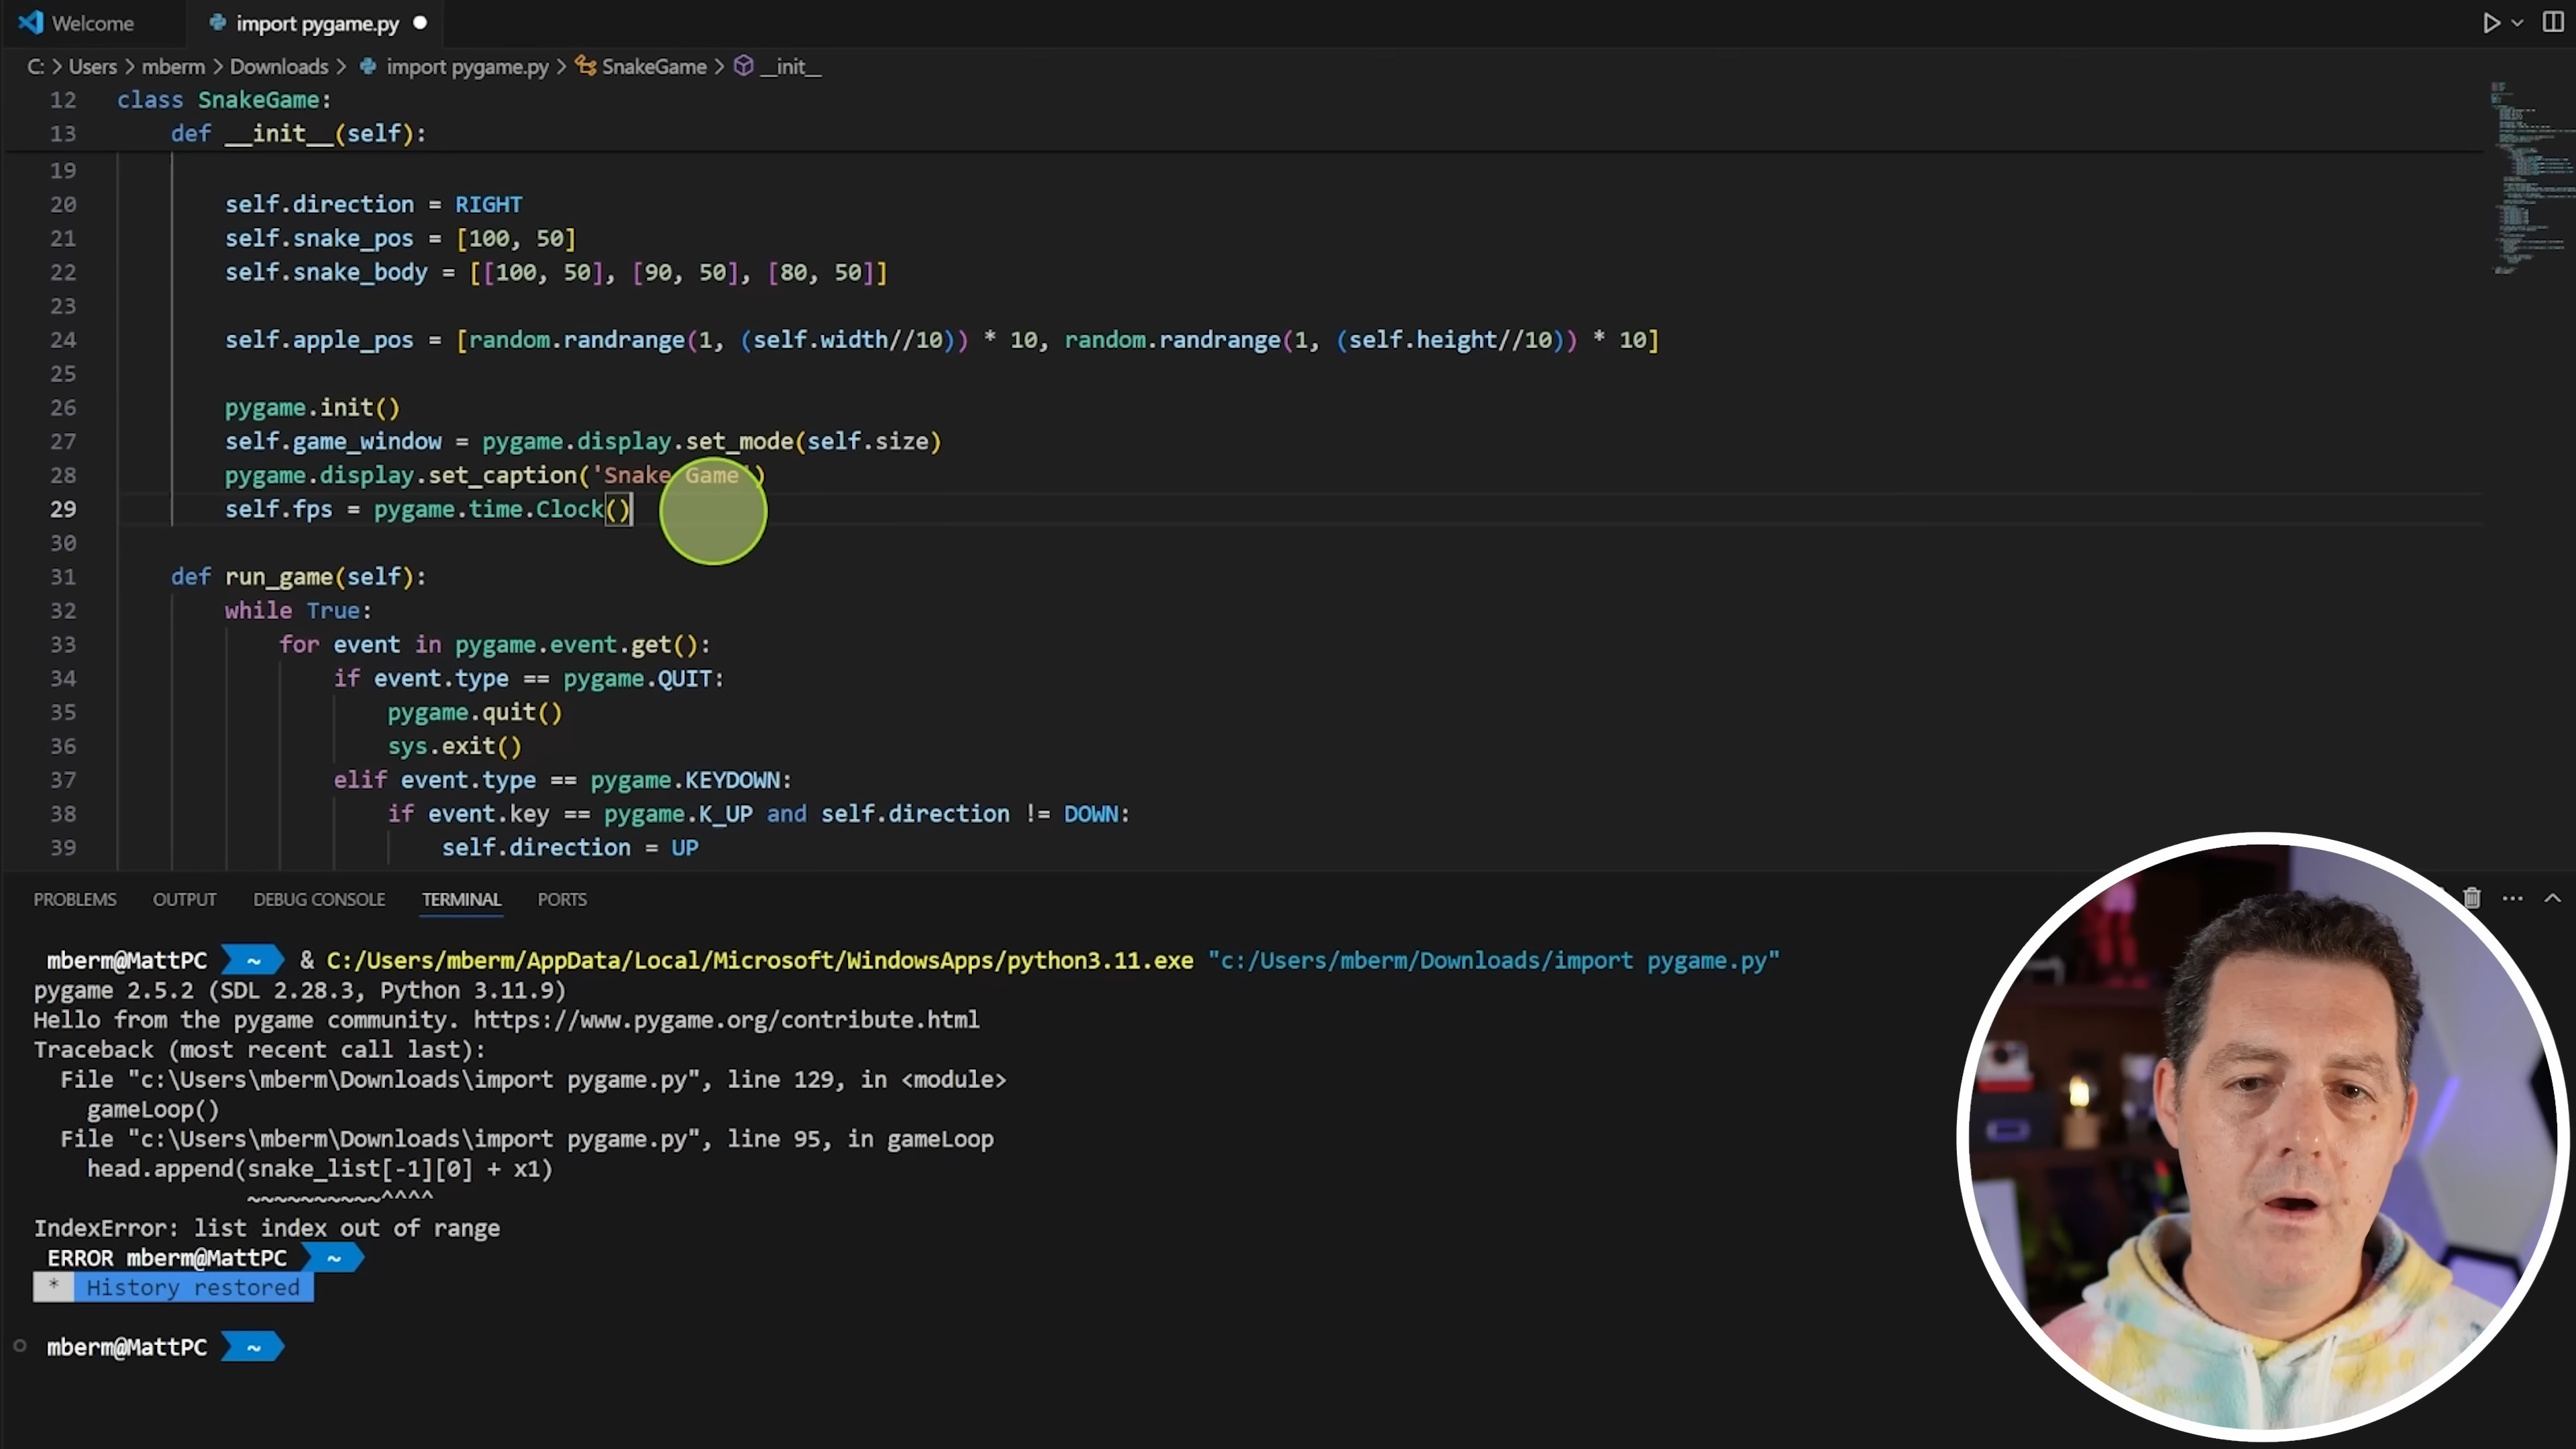 Welcome
import pygame.py
C: > Users > mberm > Downloads > import pygame.py > SnakeGame > __init__
12 class SnakeGame:
13 def __init__(self):
19
20 self.direction = RIGHT
21 self.snake_pos = [100, 50]
22 self.snake_body = [[100, 50], [90, 50], [80, 50]]
23
24 self.apple_pos = [random.randrange(1, (self.width//10)) * 10, random.randrange(1, (self.height//10)) * 10]
25
26 pygame.init()
27 self.game_window = pygame.display.set_mode(self.size)
28 pygame.display.set_caption('Snake Game')
29 self.fps = pygame.time.Clock()
30
31 def run_game(self):
32 while True:
33 for event in pygame.event.get():
34 if event.type == pygame.QUIT:
35 pygame.quit()
36 sys.exit()
37 elif event.type == pygame.KEYDOWN:
38 if event.key == pygame.K_UP and self.direction != DOWN:
39 self.direction = UP
PROBLEMS OUTPUT DEBUG CONSOLE TERMINAL PORTS
mberm@MattPC ~ & C:/Users/mberm/AppData/Local/Microsoft/WindowsApps/python3.11.exe "c:/Users/mberm/Downloads/import pygame.py"
pygame 2.5.2 (SDL 2.28.3, Python 3.11.9)
Hello from the pygame community. https://www.pygame.org/contribute.html
Traceback (most recent call last):
File "c:\Users\mberm\Downloads\import pygame.py", line 129, in <module>
gameLoop()
File "c:\Users\mberm\Downloads\import pygame.py", line 95, in gameLoop
head.append(snake_list[-1][0] + x1)
~~~~~~~~~~^^^^
IndexError: list index out of range
ERROR mberm@MattPC ~
* History restored
mberm@MattPC ~